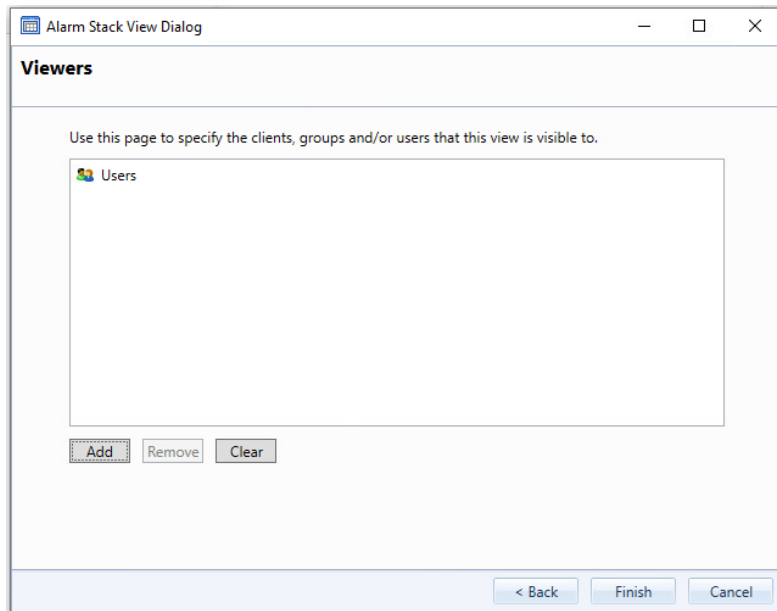 Alarm Stack View Dialog
Viewers
Use this page to specify the clients, groups and/or users that this view is visible to.
Users
Add Remove Clear
< Back Finish Cancel